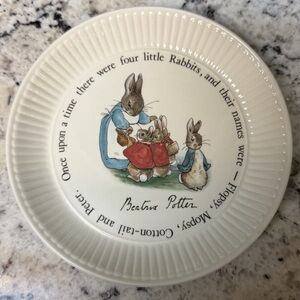 Once upon a time there were four little Rabbits, and their names were – Flopsy, Mopsy, Cotton-tail and Peter.
Beatrix Potter